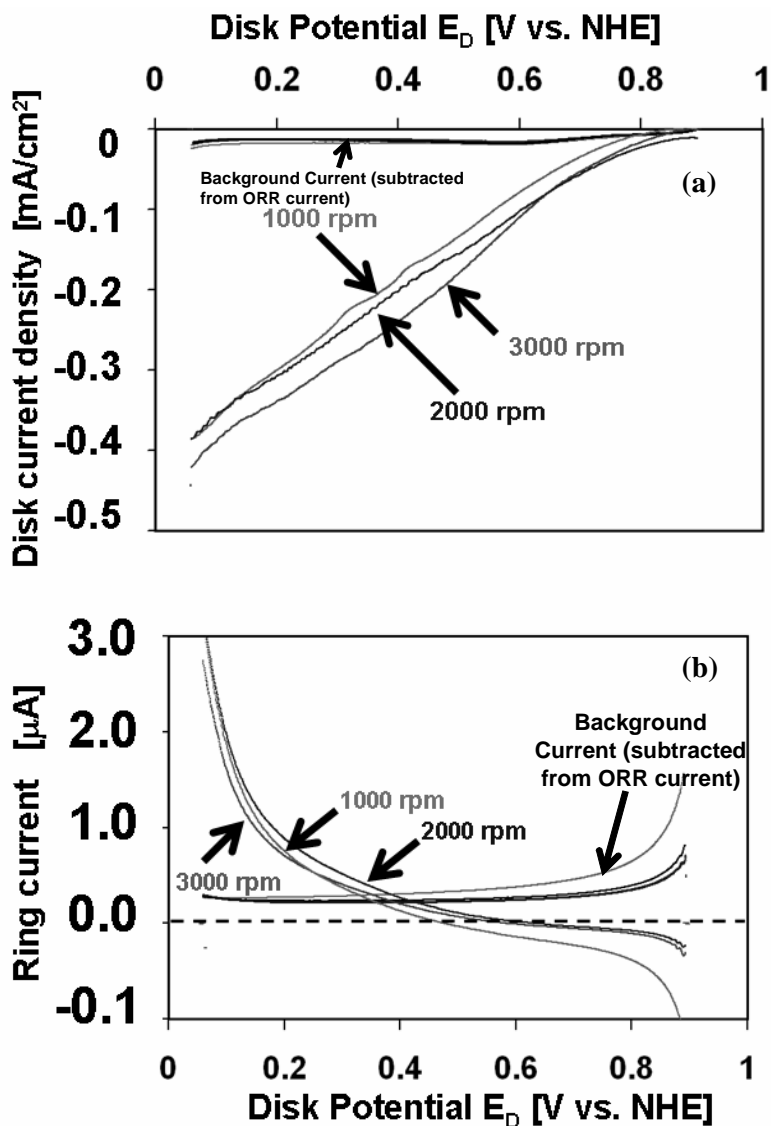 Disk Potential E_D [V vs. NHE]
0 0.2 0.4 0.6 0.8 1
Disk current density [mA/cm²]
0
-0.1
-0.2
-0.3
-0.4
-0.5
(a)
Background Current (subtracted
from ORR current)
1000 rpm
3000 rpm
2000 rpm
Ring current [µA]
3.0
2.0
1.0
0.0
-0.1
(b)
Background
Current (subtracted
from ORR current)
1000 rpm
2000 rpm
3000 rpm
0 0.2 0.4 0.6 0.8 1
Disk Potential E_D [V vs. NHE]